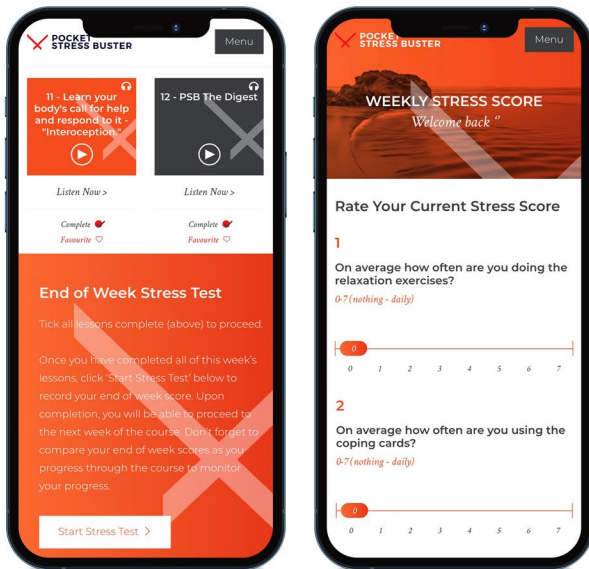 POCKET
STRESS BUSTER
Menu
11 - Learn your
body's call for help
and respond to it -
"Interoception."
Listen Now >
Complete
Favourite
12 - PSB The Digest
Listen Now >
Complete
Favourite
End of Week Stress Test
Tick all lessons complete (above) to proceed.
Once you have completed all of this week's
lessons, click 'Start Stress Test' below to
record your end of week score. Upon
completion, you will be able to proceed to
the next week of the course. Don't forget to
compare your end of week scores as you
progress through the course to monitor
your progress.
Start Stress Test >
POCKET
STRESS BUSTER
Menu
WEEKLY STRESS SCORE
Welcome back ‘’
Rate Your Current Stress Score
1
On average how often are you doing the
relaxation exercises?
0-7 (nothing - daily)
0
0 1 2 3 4 5 6 7
2
On average how often are you using the
coping cards?
0-7 (nothing - daily)
0
0 1 2 3 4 5 6 7